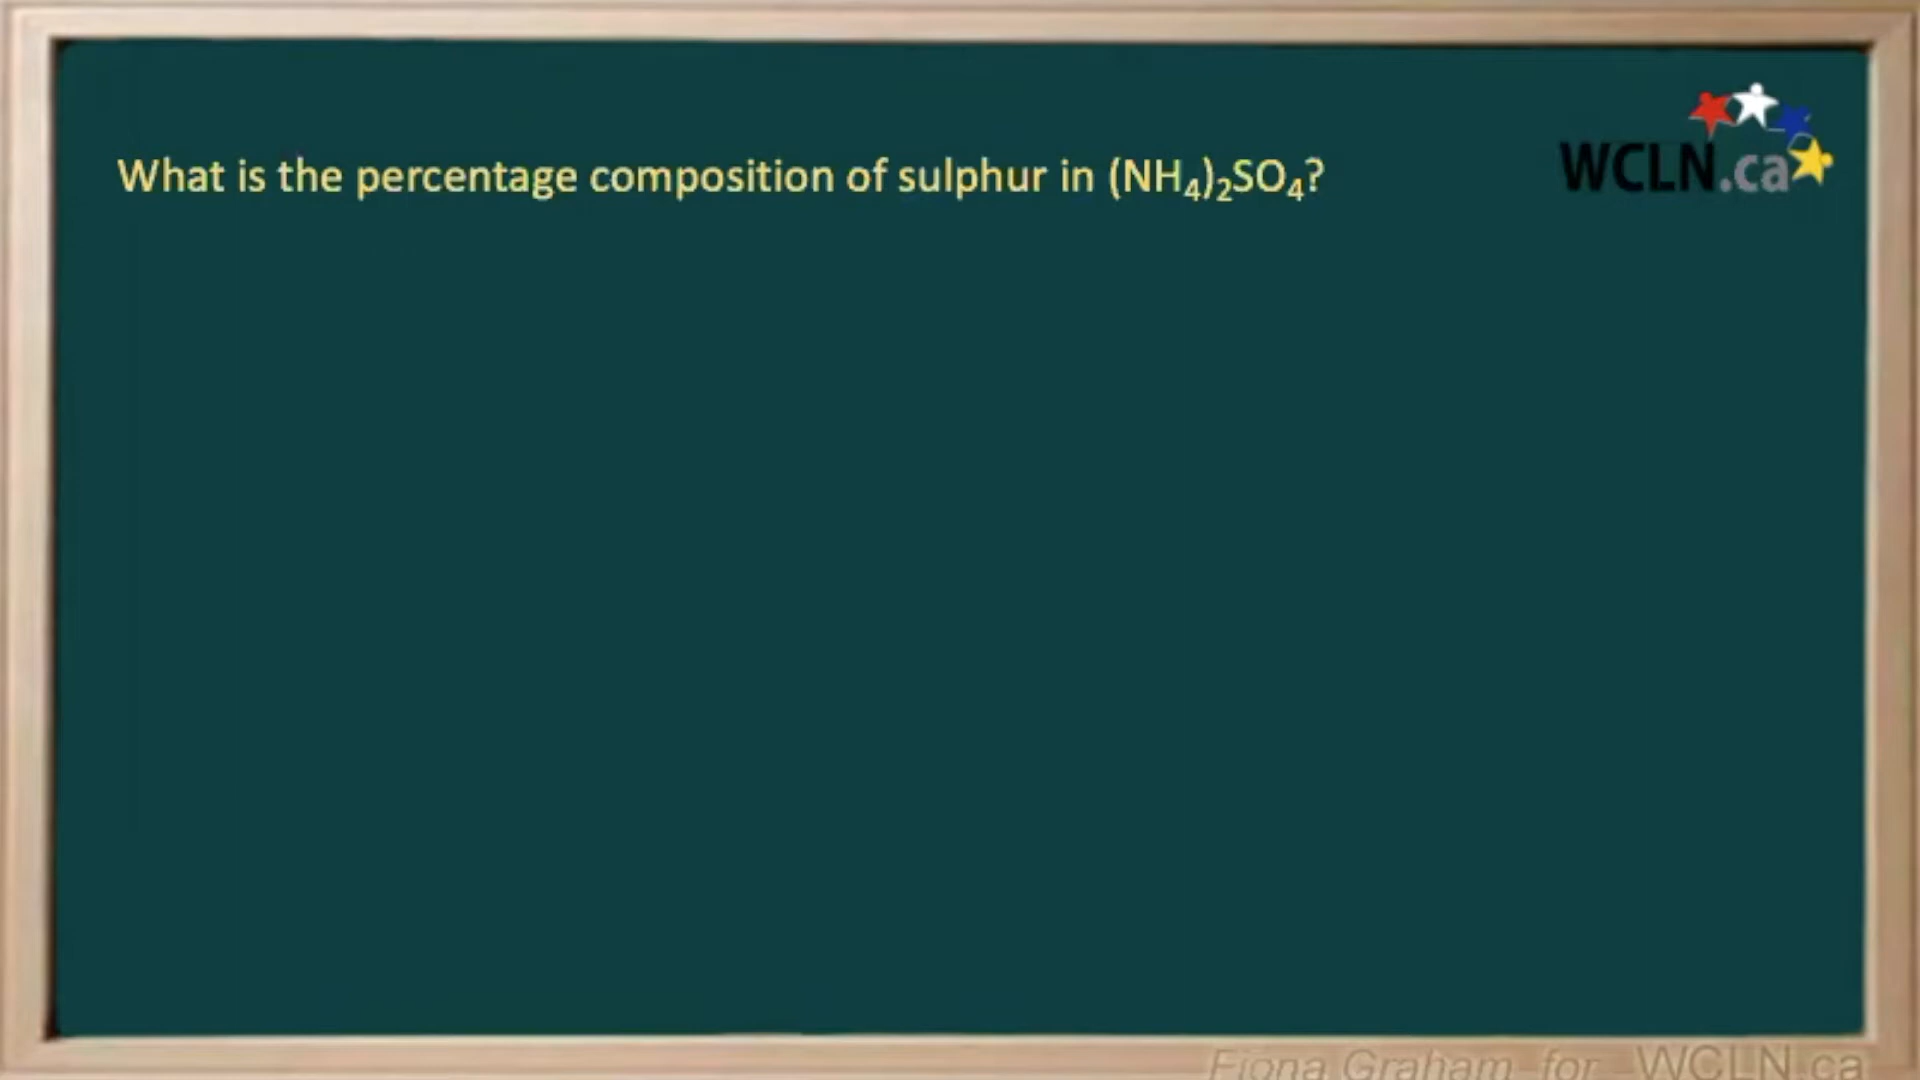 What is the percentage composition of sulphur in (NH₄)₂SO₄?
WCLN.ca
Fiona Graham for WCLN.ca